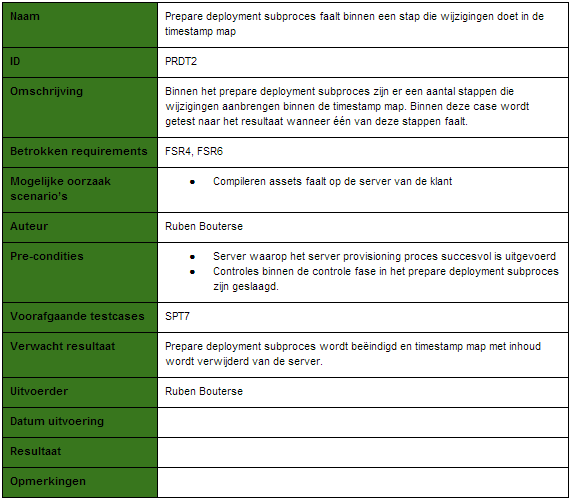 Naam
Prepare deployment subproces faalt binnen een stap die wijzigingen doet in de
timestamp map
ID
PRDT2
Omschrijving
Binnen het prepare deployment subproces zijn er een aantal stappen die
wijzigingen aanbrengen binnen de timestamp map. Binnen deze case wordt
getest naar het resultaat wanneer één van deze stappen faalt.
Betrokken requirements
FSR4, FSR6
Mogelijke oorzaak
scenario's
● Compileren assets faalt op de server van de klant
Auteur
Ruben Bouterse
Pre-condities
● Server waarop het server provisioning proces succesvol is uitgevoerd
● Controles binnen de controle fase in het prepare deployment subproces
zijn geslaagd.
Voorafgaande testcases
SPT7
Verwacht resultaat
Prepare deployment subproces wordt beëindigd en timestamp map met inhoud
wordt verwijderd van de server.
Uitvoerder
Ruben Bouterse
Datum uitvoering
Resultaat
Opmerkingen